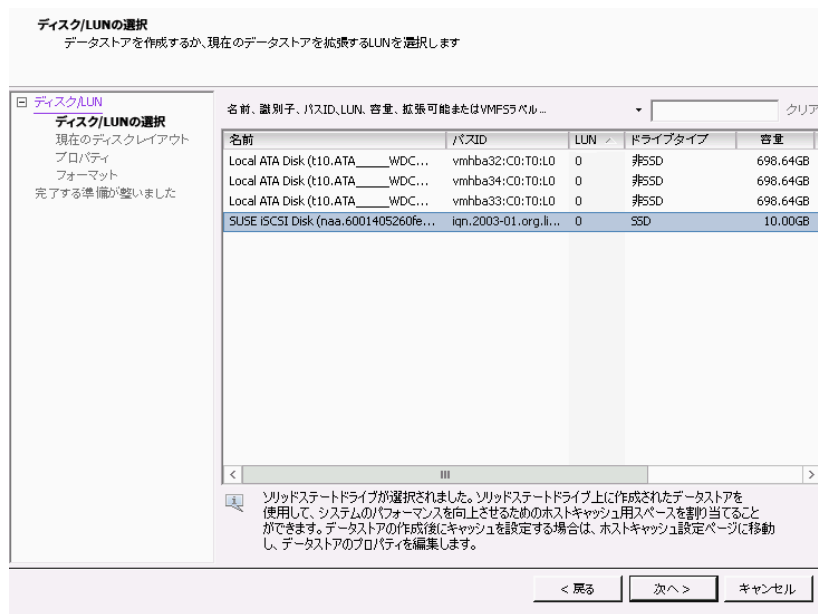 ディスク/LUNの選択
データストアを作成するか、現在のデータストアを拡張するLUNを選択します
ディスク/LUN
ディスク/LUNの選択
現在のディスクレイアウト
プロパティ
フォーマット
完了する準備が整いました
名前、識別子、パスID、LUN、容量、拡張可能またはVMFSラベル... クリア
名前 パスID LUN ドライブタイプ 容量
Local ATA Disk (t10.ATA_____WDC... vmhba32:C0:T0:L0 0 非SSD 698.64GB
Local ATA Disk (t10.ATA_____WDC... vmhba34:C0:T0:L0 0 非SSD 698.64GB
Local ATA Disk (t10.ATA_____WDC... vmhba33:C0:T0:L0 0 非SSD 698.64GB
SUSE iSCSI Disk (naa.6001405260fe... iqn.2003-01.org.li... 0 SSD 10.00GB
ソリッドステートドライブが選択されました。ソリッドステートドライブ上に作成されたデータストアを
使用して、システムのパフォーマンスを向上させるためのホストキャッシュ用スペースを割り当てること
ができます。データストアの作成後にキャッシュを設定する場合は、ホストキャッシュ設定ページに移動
し、データストアのプロパティを編集します。
< 戻る 次へ > キャンセル